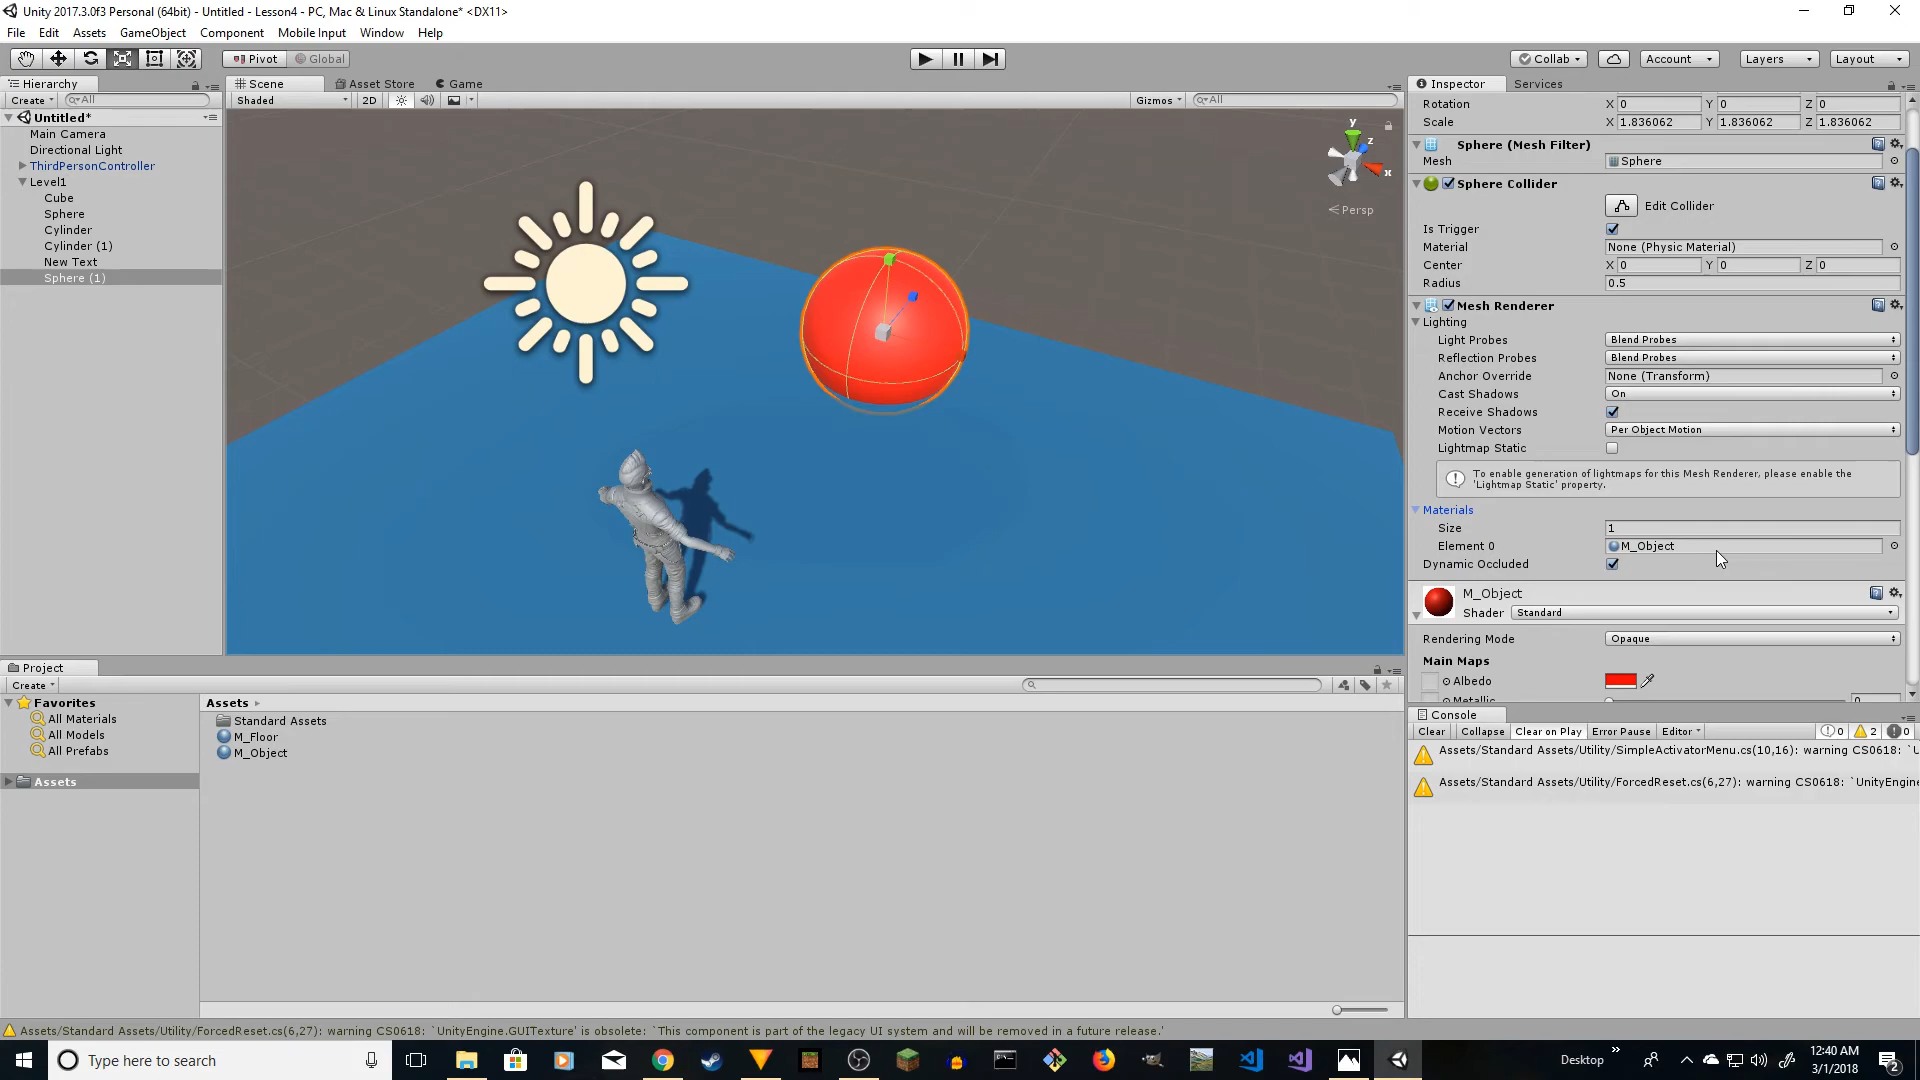 Unity 2017.3.0f3 Personal (64bit) - Untitled - Lesson4 - PC, Mac & Linux Standalone* <DX11>
File Edit Assets GameObject Component Mobile Input Window Help
Pivot Global Collab Account Layers Layout
Hierarchy
Create All
Untitled*
Main Camera
Directional Light
ThirdPersonController
Level1
Cube
Sphere
Cylinder
Cylinder (1)
New Text
Sphere (1)
Scene Asset Store Game
Shaded 2D Gizmos All
y
z
x
Persp
Inspector Services
Rotation X 0 Y 0 Z 0
Scale X 1.836062 Y 1.836062 Z 1.836062
Sphere (Mesh Filter)
Mesh Sphere
Sphere Collider
Edit Collider
Is Trigger
Material None (Physic Material)
Center X 0 Y 0 Z 0
Radius 0.5
Mesh Renderer
Lighting
Light Probes Blend Probes
Reflection Probes Blend Probes
Anchor Override None (Transform)
Cast Shadows On
Receive Shadows
Motion Vectors Per Object Motion
Lightmap Static
To enable generation of lightmaps for this Mesh Renderer, please enable the
'Lightmap Static' property.
Materials
Size 1
Element 0 M_Object
Dynamic Occluded
M_Object
Shader Standard
Rendering Mode Opaque
Main Maps
Albedo
Metallic 0
Project
Create
Favorites
All Materials
All Models
All Prefabs
Assets
Assets
Standard Assets
M_Floor
M_Object
Console
Clear Collapse Clear on Play Error Pause Editor 0 2 0
Assets/Standard Assets/Utility/SimpleActivatorMenu.cs(10,16): warning CS0618: `U
Assets/Standard Assets/Utility/ForcedReset.cs(6,27): warning CS0618: `UnityEngine
Assets/Standard Assets/Utility/ForcedReset.cs(6,27): warning CS0618: `UnityEngine.GUITexture' is obsolete: `This component is part of the legacy UI system and will be removed in a future release.'
Type here to search
Desktop
12:40 AM
3/1/2018
2